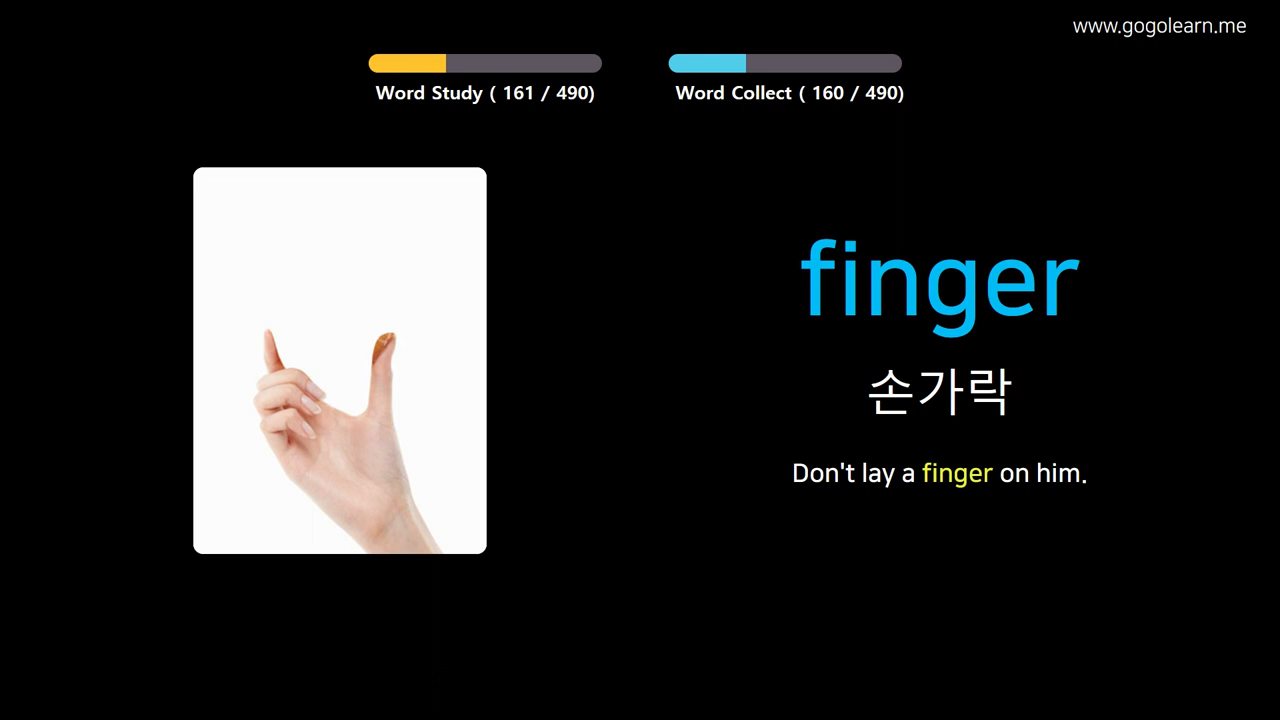 www.gogolearn.me
Word Study ( 161 / 490)
Word Collect ( 160 / 490)
finger
손가락
Don't lay a finger on him.